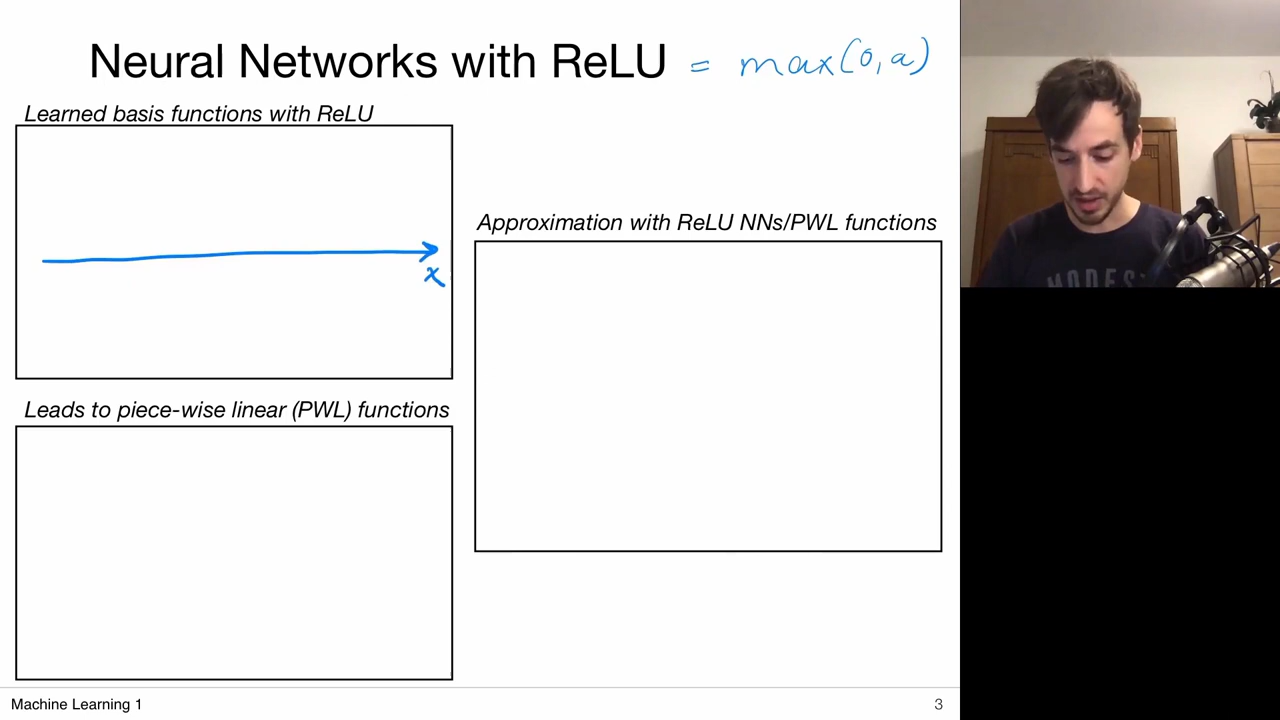 Neural Networks with ReLU = max(0,a)
Learned basis functions with ReLU
x
Approximation with ReLU NNs/PWL functions
Leads to piece-wise linear (PWL) functions
MODES
Machine Learning 1
3